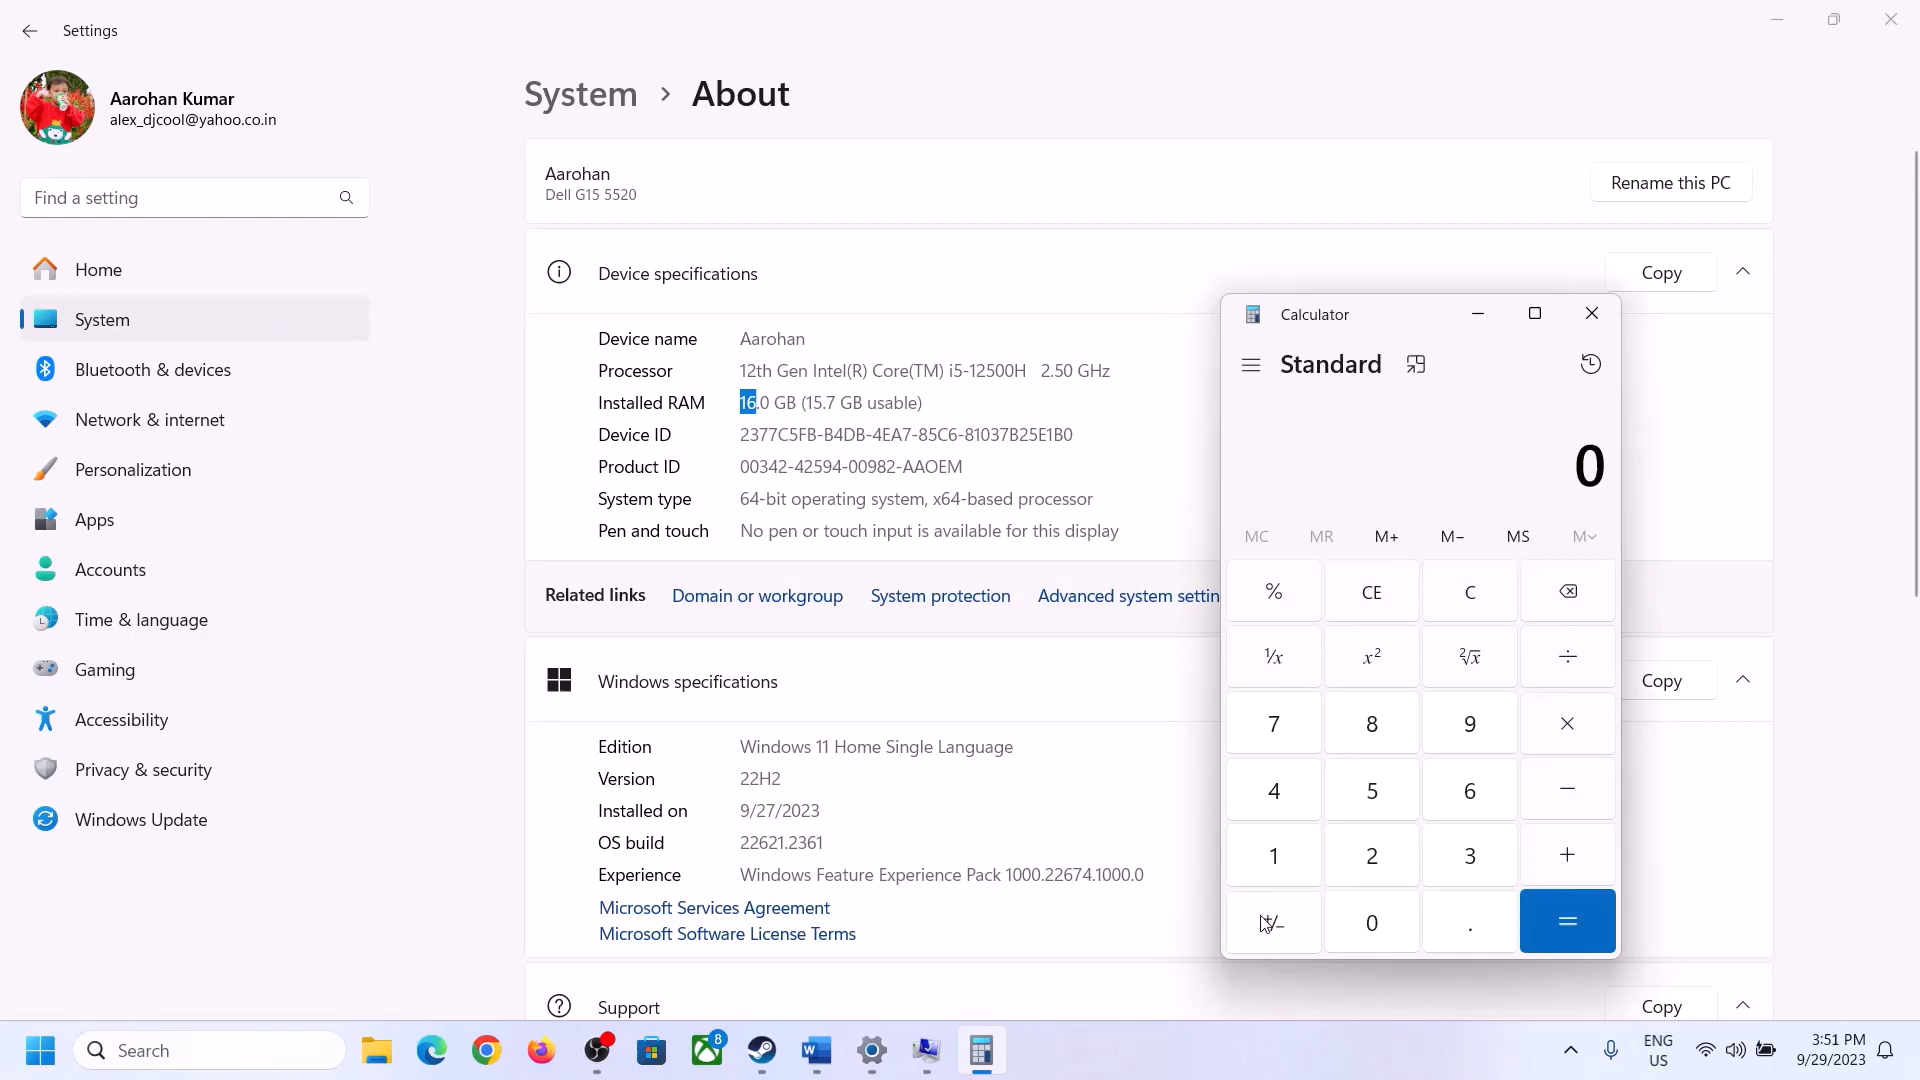 Settings
Aarohan Kumar
alex_djcool@yahoo.co.in
Find a setting
Home
System
Bluetooth & devices
Network & internet
Personalization
Apps
Accounts
Time & language
Gaming
Accessibility
Privacy & security
Windows Update
System > About
Aarohan
Dell G15 5520
Rename this PC
Device specifications
Copy
Device name Aarohan
Processor 12th Gen Intel(R) Core(TM) i5-12500H 2.50 GHz
Installed RAM 16.0 GB (15.7 GB usable)
Device ID 2377C5FB-B4DB-4EA7-85C6-81037B25E1B0
Product ID 00342-42594-00982-AAOEM
System type 64-bit operating system, x64-based processor
Pen and touch No pen or touch input is available for this display
Related links Domain or workgroup System protection Advanced system settin
Windows specifications
Copy
Edition Windows 11 Home Single Language
Version 22H2
Installed on 9/27/2023
OS build 22621.2361
Experience Windows Feature Experience Pack 1000.22674.1000.0
Microsoft Services Agreement
Microsoft Software License Terms
Support
Copy
Calculator
Standard
0
MC MR M+ M− MS M
% CE C
¹/x x² ²√x ÷
7 8 9 ×
4 5 6 −
1 2 3 +
+/− 0 . =
Search
8
W
ENG
US
3:51 PM
9/29/2023